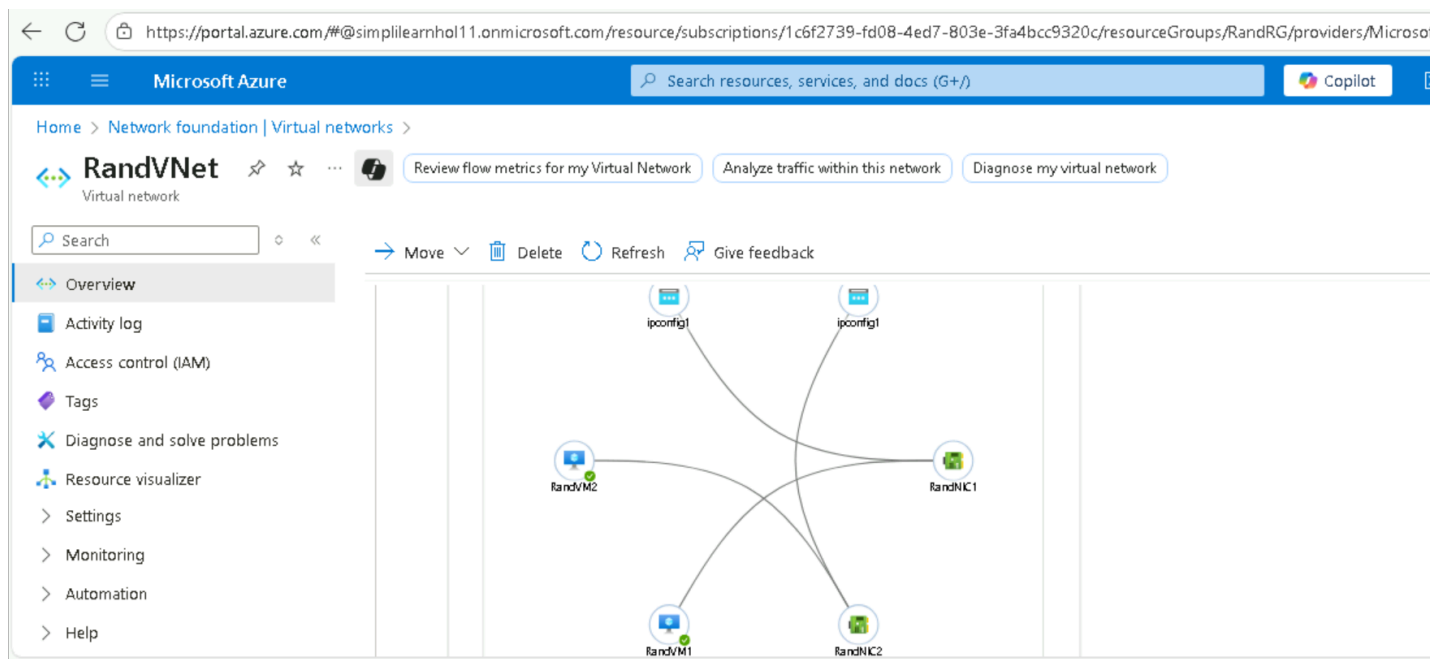 https://portal.azure.com/#@simplilearnhol11.onmicrosoft.com/resource/subscriptions/1c6f2739-fd08-4ed7-803e-3fa4bcc9320c/resourceGroups/RandRG/providers/Microsof
Microsoft Azure
Search resources, services, and docs (G+/)
Copilot
Home > Network foundation | Virtual networks >
RandVNet
Virtual network
Review flow metrics for my Virtual Network
Analyze traffic within this network
Diagnose my virtual network
Search
Move
Delete
Refresh
Give feedback
Overview
Activity log
Access control (IAM)
Tags
Diagnose and solve problems
Resource visualizer
Settings
Monitoring
Automation
Help
ipconfig1
ipconfig1
RandVM2
RandNIC1
RandVM1
RandNIC2